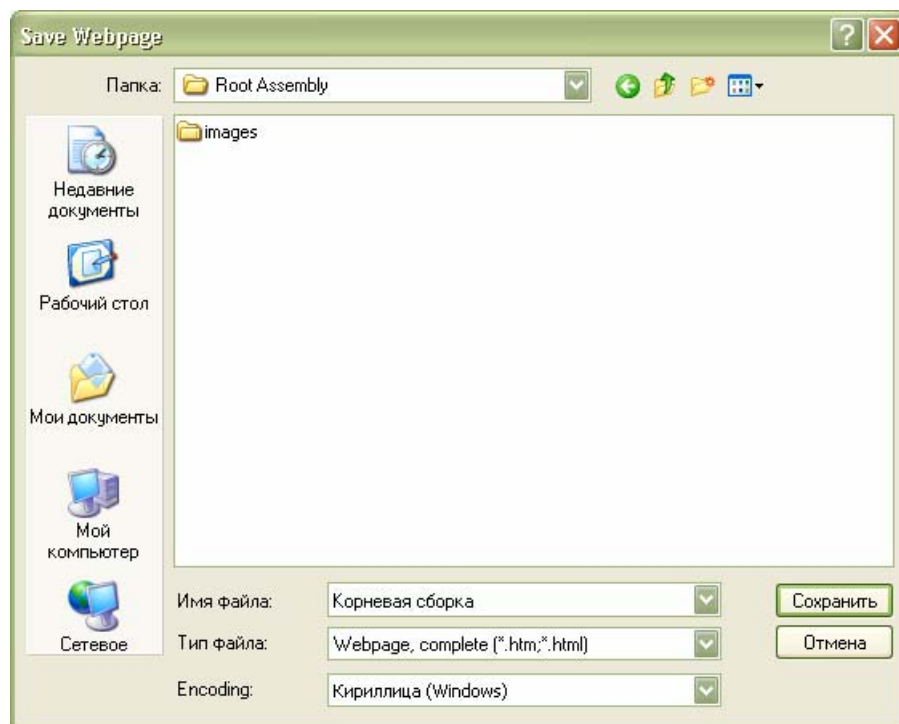 Save Webpage
Папка: Root Assembly
images
Недавние
документы
Рабочий стол
Мои документы
Мой
компьютер
Сетевое
Имя файла: Корневая сборка Сохранить
Тип файла: Webpage, complete (*.htm;*.html) Отмена
Encoding: Кириллица (Windows)